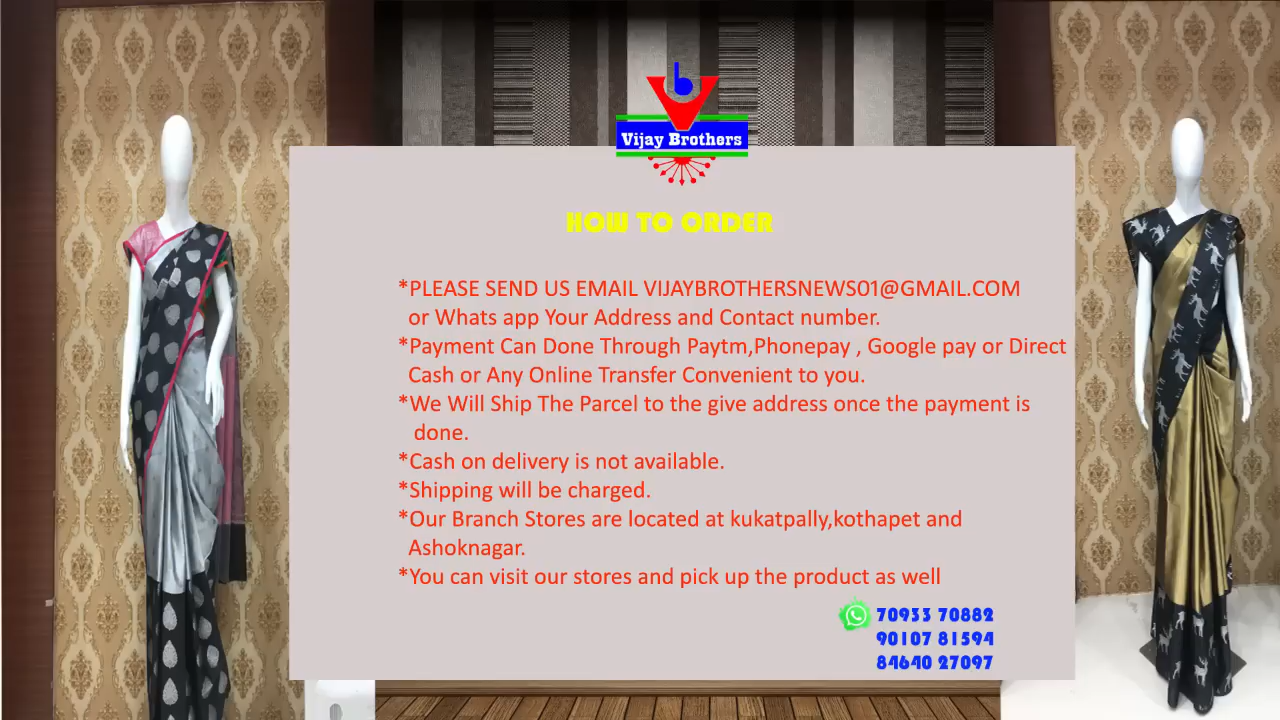 b
Vijay Brothers
HOW TO ORDER
*PLEASE SEND US EMAIL VIJAYBROTHERSNEWS01@GMAIL.COM
or Whats app Your Address and Contact number.
*Payment Can Done Through Paytm,Phonepay , Google pay or Direct
Cash or Any Online Transfer Convenient to you.
*We Will Ship The Parcel to the give address once the payment is
done.
*Cash on delivery is not available.
*Shipping will be charged.
*Our Branch Stores are located at kukatpally,kothapet and
Ashoknagar.
*You can visit our stores and pick up the product as well
70933 70882
90107 81594
84640 27097